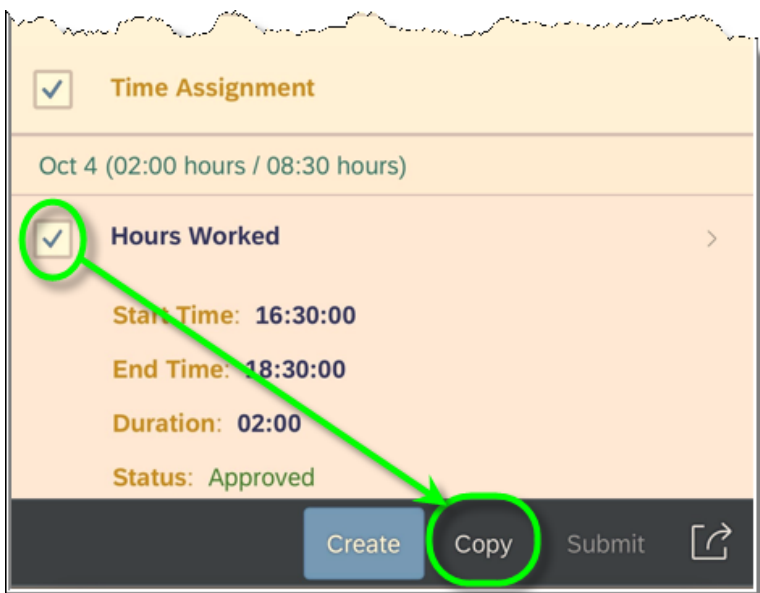 Time Assignment
Oct 4 (02:00 hours / 08:30 hours)
Hours Worked
Start Time: 16:30:00
End Time: 18:30:00
Duration: 02:00
Status: Approved
Create Copy Submit